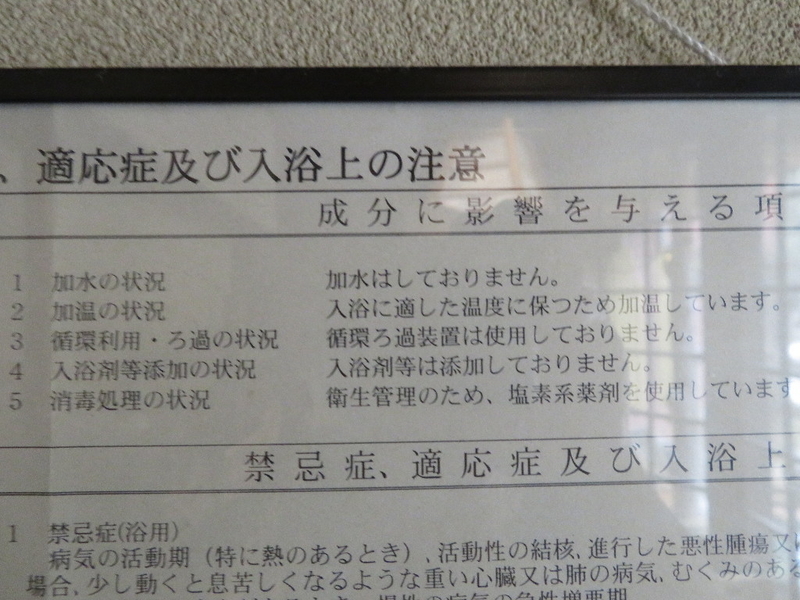 、適応症及び入浴上の注意
成分に影響を与える項
1 加水の状況 加水はしておりません。
2 加温の状況 入浴に適した温度に保つため加温しています。
3 循環利用・ろ過の状況 循環ろ過装置は使用しておりません。
4 入浴剤等添加の状況 入浴剤等は添加しておりません。
5 消毒処理の状況 衛生管理のため、塩素系薬剤を使用しています
禁忌症、適応症及び入浴上
1 禁忌症(浴用)
病気の活動期（特に熱のあるとき）、活動性の結核、進行した悪性腫瘍又
場合、少し動くと息苦しくなるような重い心臓又は肺の病気、むくみのある
慢性の病気の急性増悪期